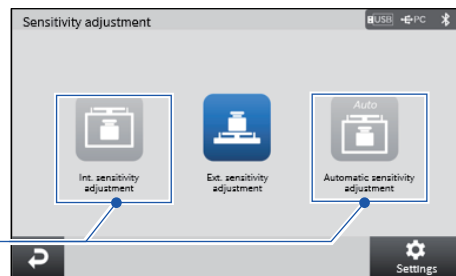 Sensitivity adjustment
USB PC
Auto
Int. sensitivity
adjustment
Ext. sensitivity
adjustment
Automatic sensitivity
adjustment
Settings